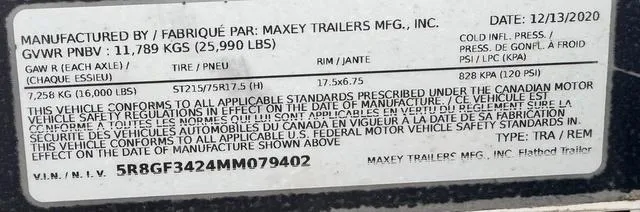 MANUFACTURED BY / FABRIQUÉ PAR: MAXEY TRAILERS MFG., INC. DATE: 12/13/2020
GVWR PNBV : 11,789 KGS (25,990 LBS)
GAW R (EACH AXLE) / TIRE / PNEU RIM / JANTE COLD INFL. PRESS. /
(CHAQUE ESSIEU) PRESS. DE GONFL. À FROID
PSI / LPC (KPA)
7,258 KG (16,000 LBS) ST215/75R17.5 (H) 17.5x6.75 828 KPA (120 PSI)
THIS VEHICLE CONFORMS TO ALL APPLICABLE STANDARDS PRESCRIBED UNDER THE CANADIAN MOTOR
VEHICLE SAFETY REGULATIONS IN EFFECT ON THE DATE OF MANUFACTURE. / CE VÉHICULE EST
CONFORME À TOUTES LES NORMES QUI LUI SONT APPLICABLES EN VERTU DU RÈGLEMENT SUR LA
SÉCURITÉ DES VÉHICULES AUTOMOBILES DU CANADA EN VIGUEUR À LA DATE DE SA FABRICATION
THIS VEHICLE CONFORMS TO ALL APPLICABLE U.S. FEDERAL MOTOR VEHICLE SAFETY STANDARDS IN
EFFECT ON THE DATE OF MANUFACTURE SHOWN ABOVE TYPE: TRA / REM
V.I.N. / N.I.V. 5R8GF3424MM079402 MAXEY TRAILERS MFG., INC. Flatbed Trailer